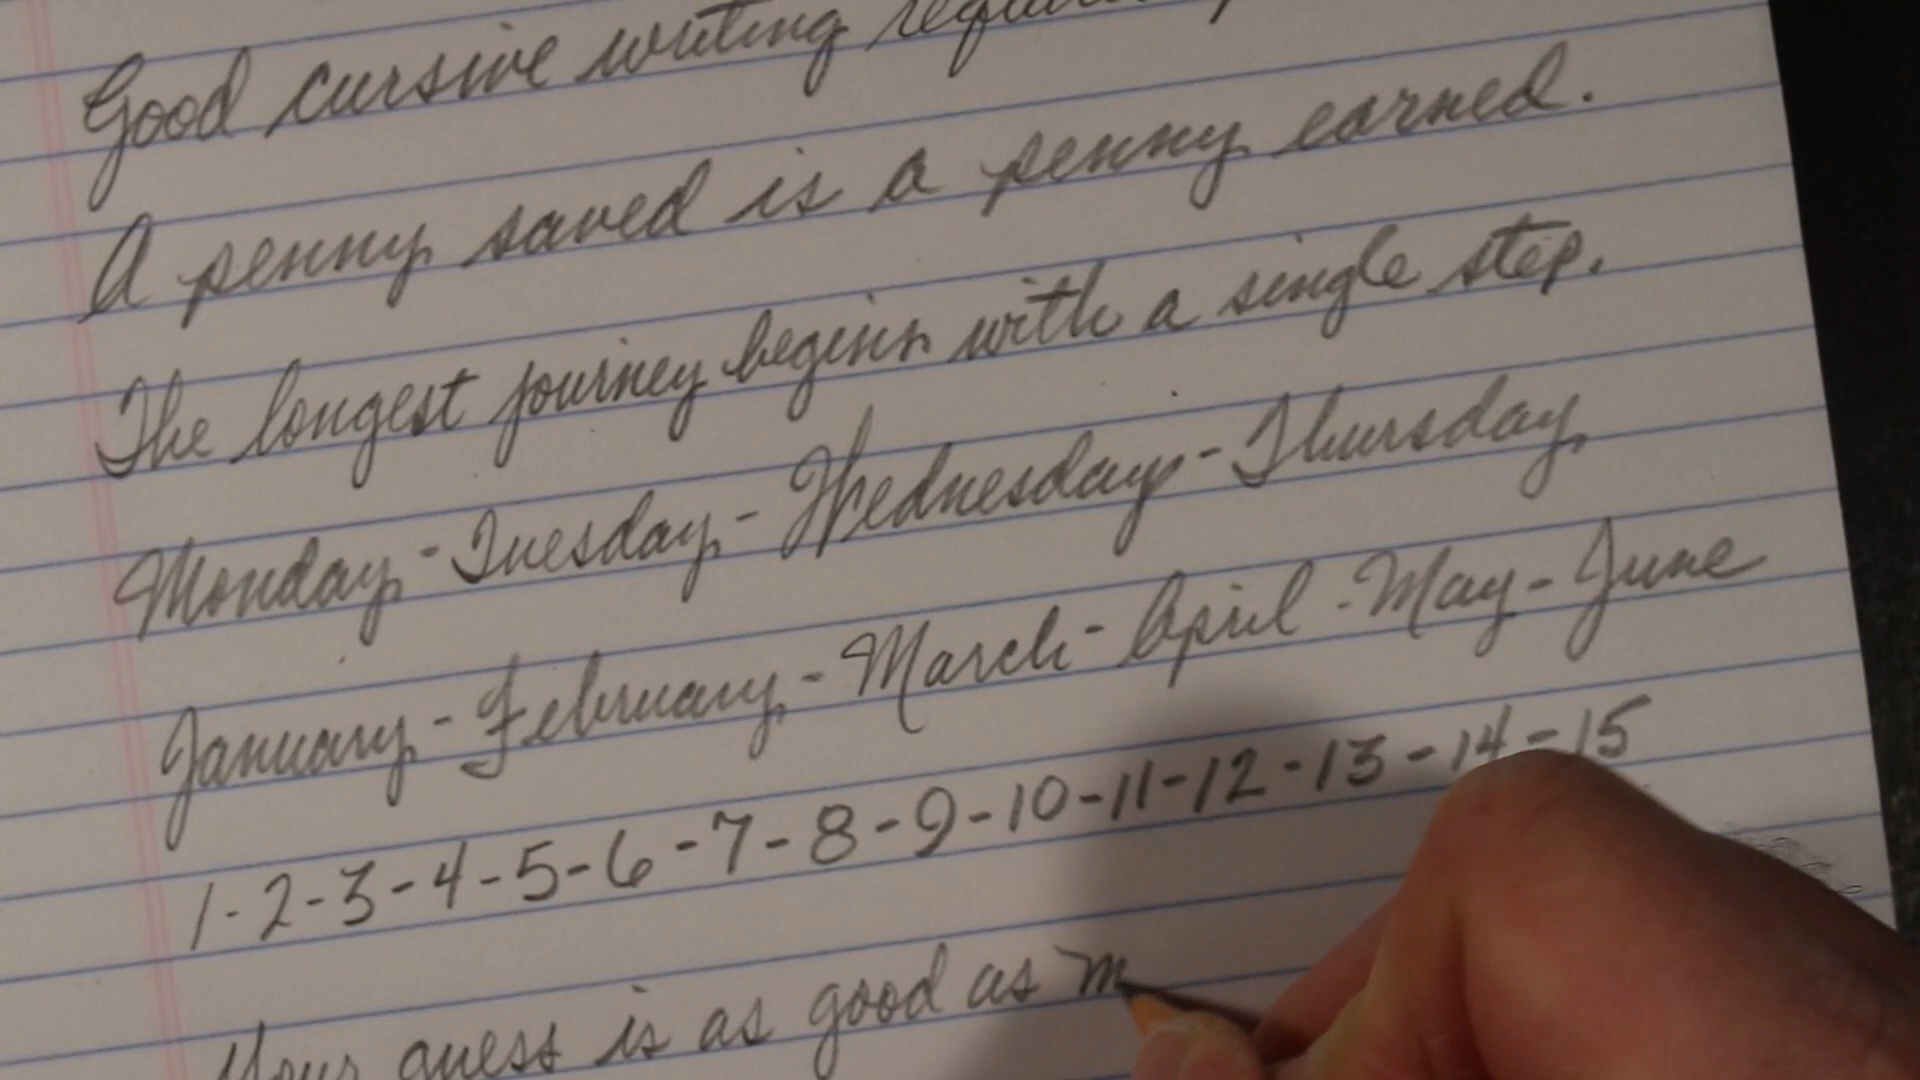 Good cursive writing
A penny saved is a penny earned.
The longest journey begins with a single step.
Monday - Tuesday - Wednesday - Thursday
January - February - March - April - May - June
1 - 2 - 3 - 4 - 5 - 6 - 7 - 8 - 9 - 10 - 11 - 12 - 13 - 14 - 15
Your guess is as good as m